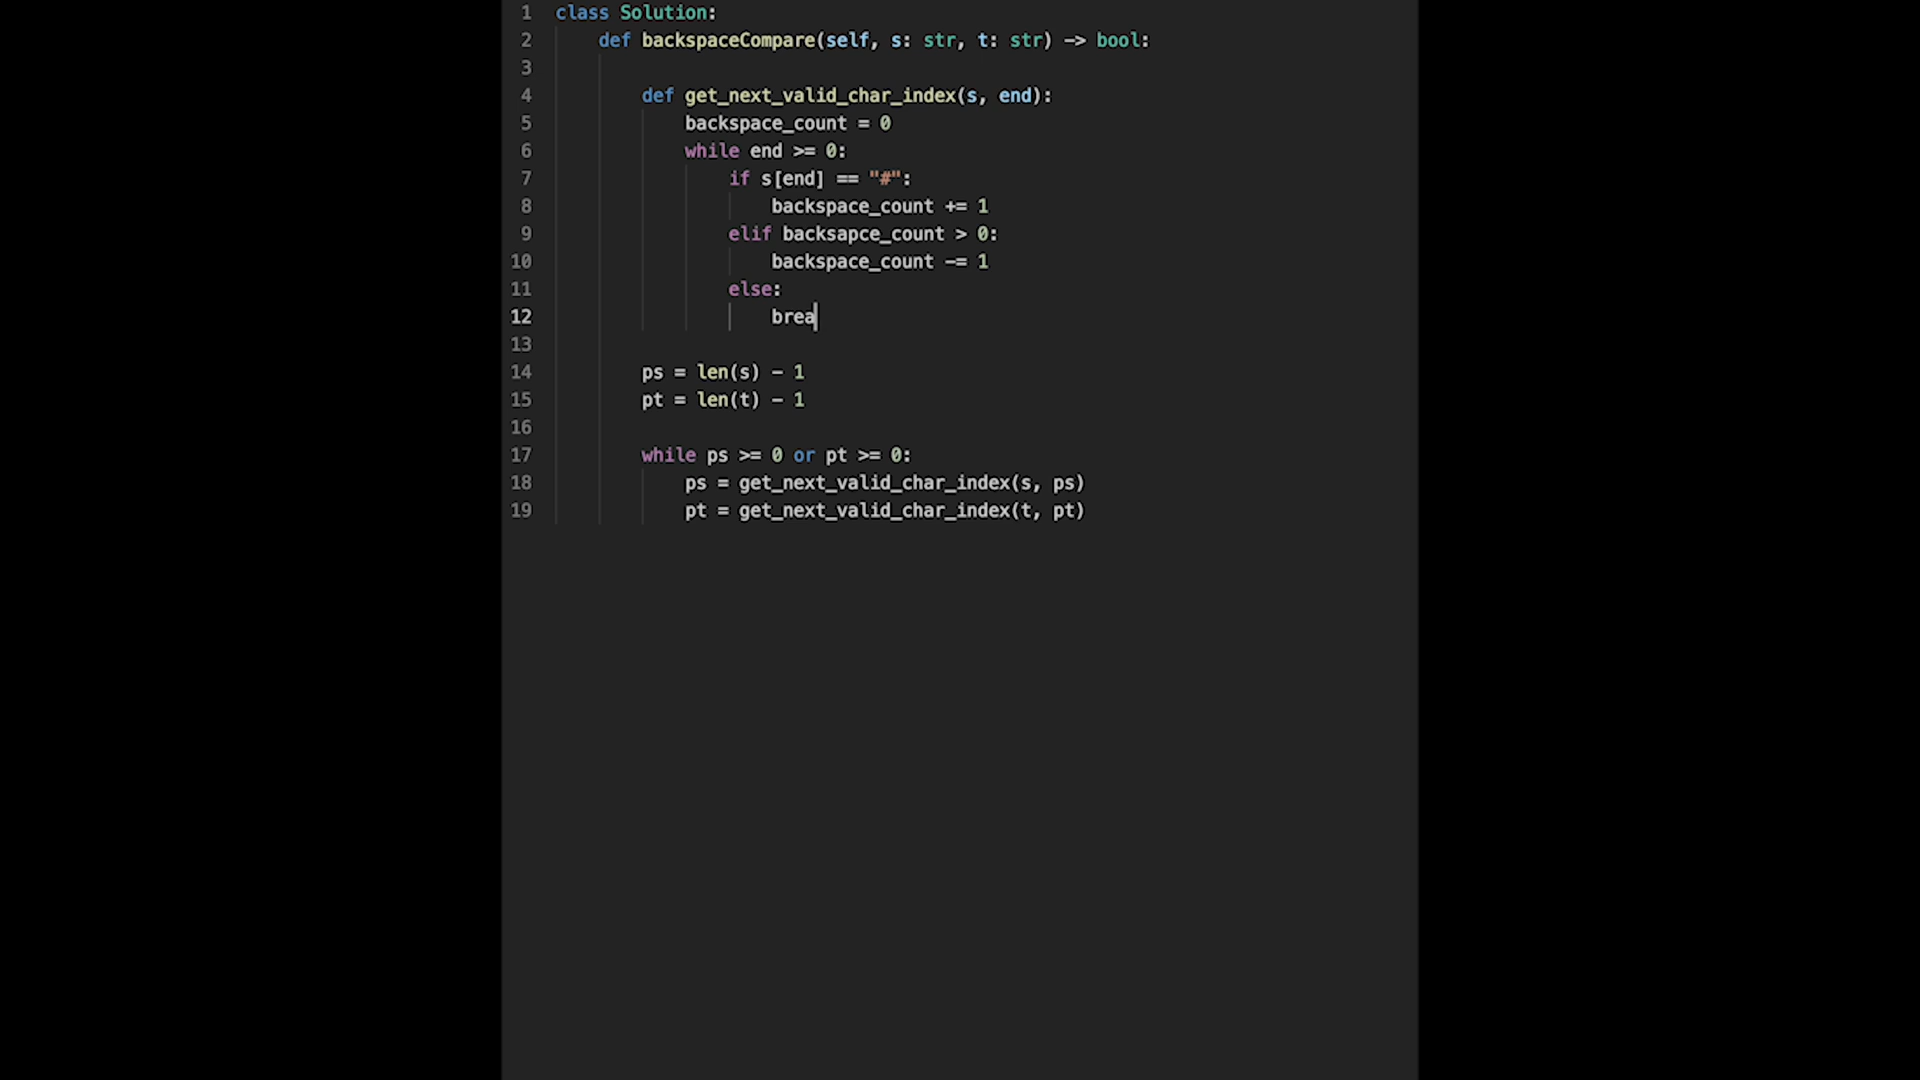 1 class Solution:
2 def backspaceCompare(self, s: str, t: str) -> bool:
3
4 def get_next_valid_char_index(s, end):
5 backspace_count = 0
6 while end >= 0:
7 if s[end] == "#":
8 backspace_count += 1
9 elif backsapce_count > 0:
10 backspace_count -= 1
11 else:
12 brea
13
14 ps = len(s) - 1
15 pt = len(t) - 1
16
17 while ps >= 0 or pt >= 0:
18 ps = get_next_valid_char_index(s, ps)
19 pt = get_next_valid_char_index(t, pt)